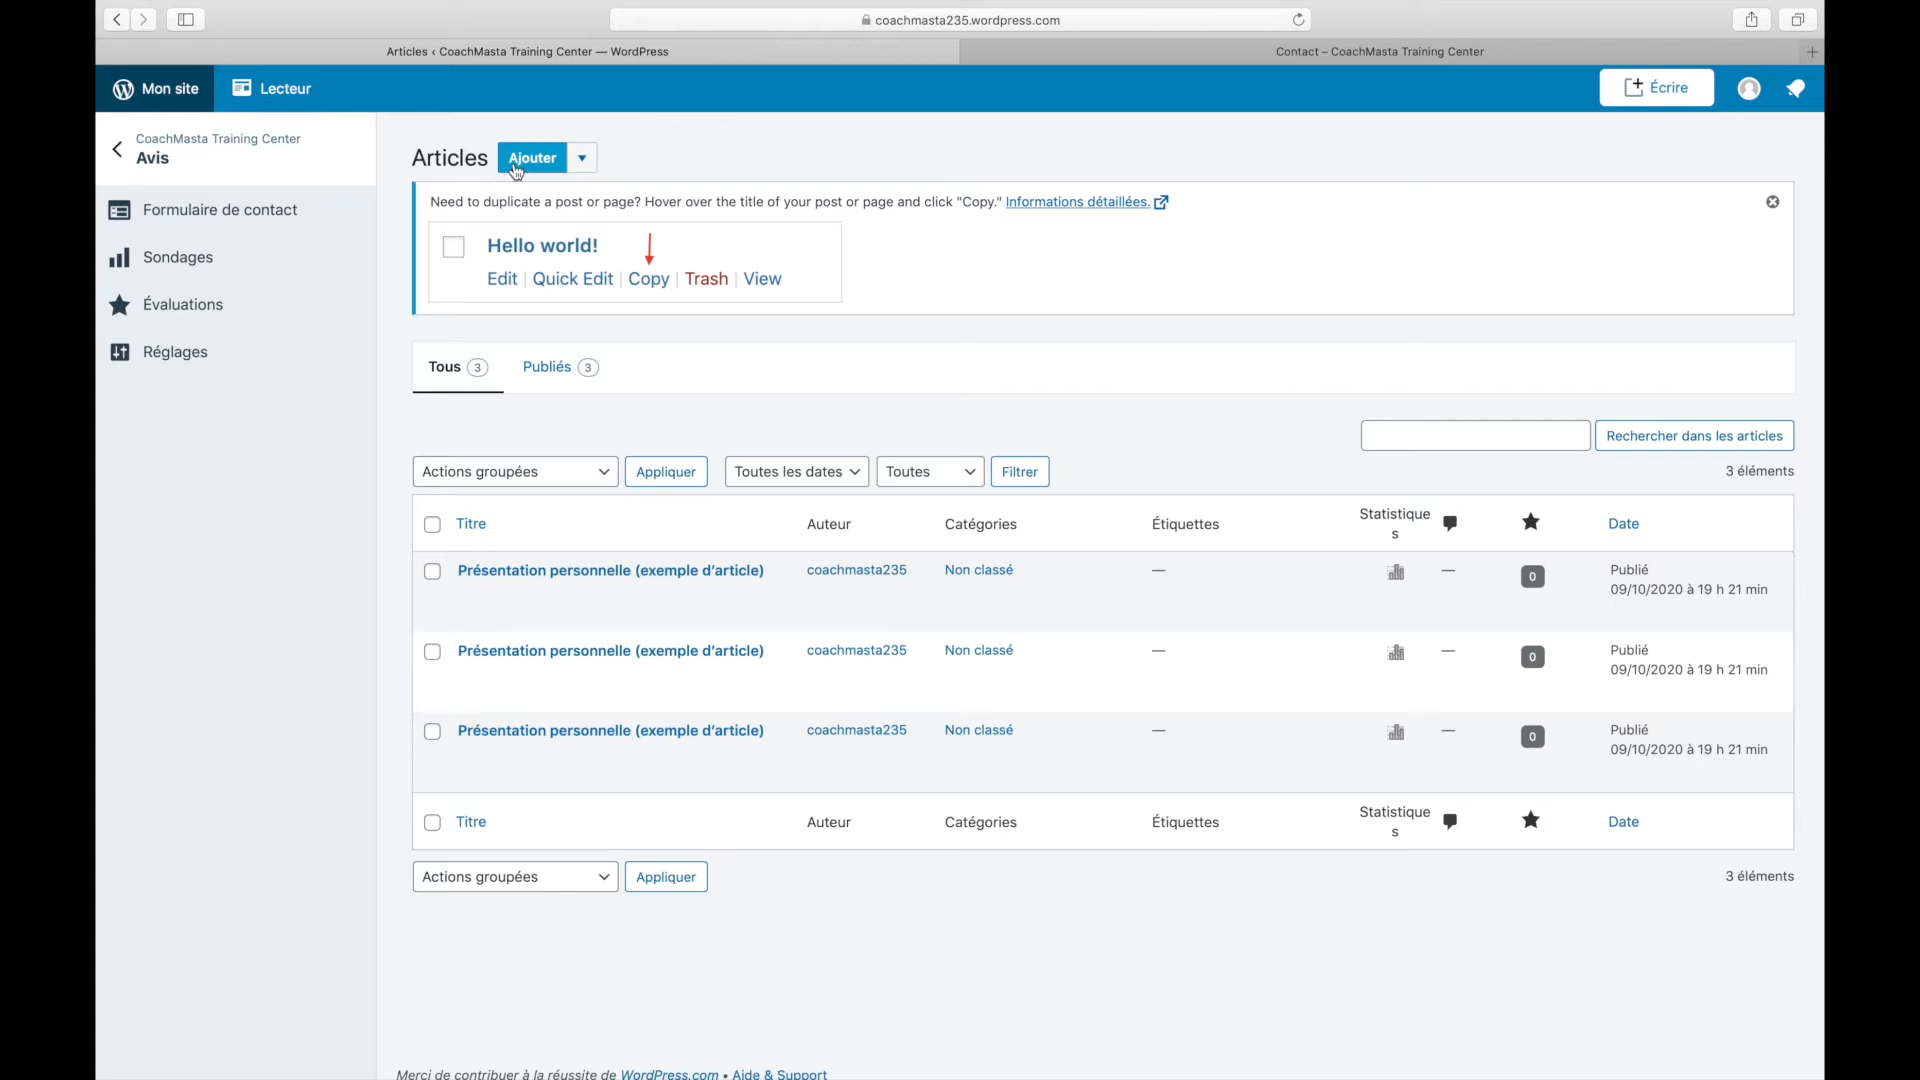 coachmasta235.wordpress.com
Articles ‹ CoachMasta Training Center — WordPress
Contact – CoachMasta Training Center
Mon site
Lecteur
Écrire
CoachMasta Training Center
Avis
Formulaire de contact
Sondages
Évaluations
Réglages
Articles
Ajouter
Need to duplicate a post or page? Hover over the title of your post or page and click "Copy." Informations détaillées.
Hello world!
Edit | Quick Edit | Copy | Trash | View
Tous 3
Publiés 3
Rechercher dans les articles
Actions groupées
Appliquer
Toutes les dates
Toutes
Filtrer
3 éléments
Titre Auteur Catégories Étiquettes Statistique
s
Date
Présentation personnelle (exemple d’article) coachmasta235 Non classé — — 0 Publié
09/10/2020 à 19 h 21 min
Présentation personnelle (exemple d’article) coachmasta235 Non classé — — 0 Publié
09/10/2020 à 19 h 21 min
Présentation personnelle (exemple d’article) coachmasta235 Non classé — — 0 Publié
09/10/2020 à 19 h 21 min
Titre Auteur Catégories Étiquettes Statistique
s
Date
Actions groupées
Appliquer
3 éléments
Merci de contribuer à la réussite de WordPress.com • Aide & Support